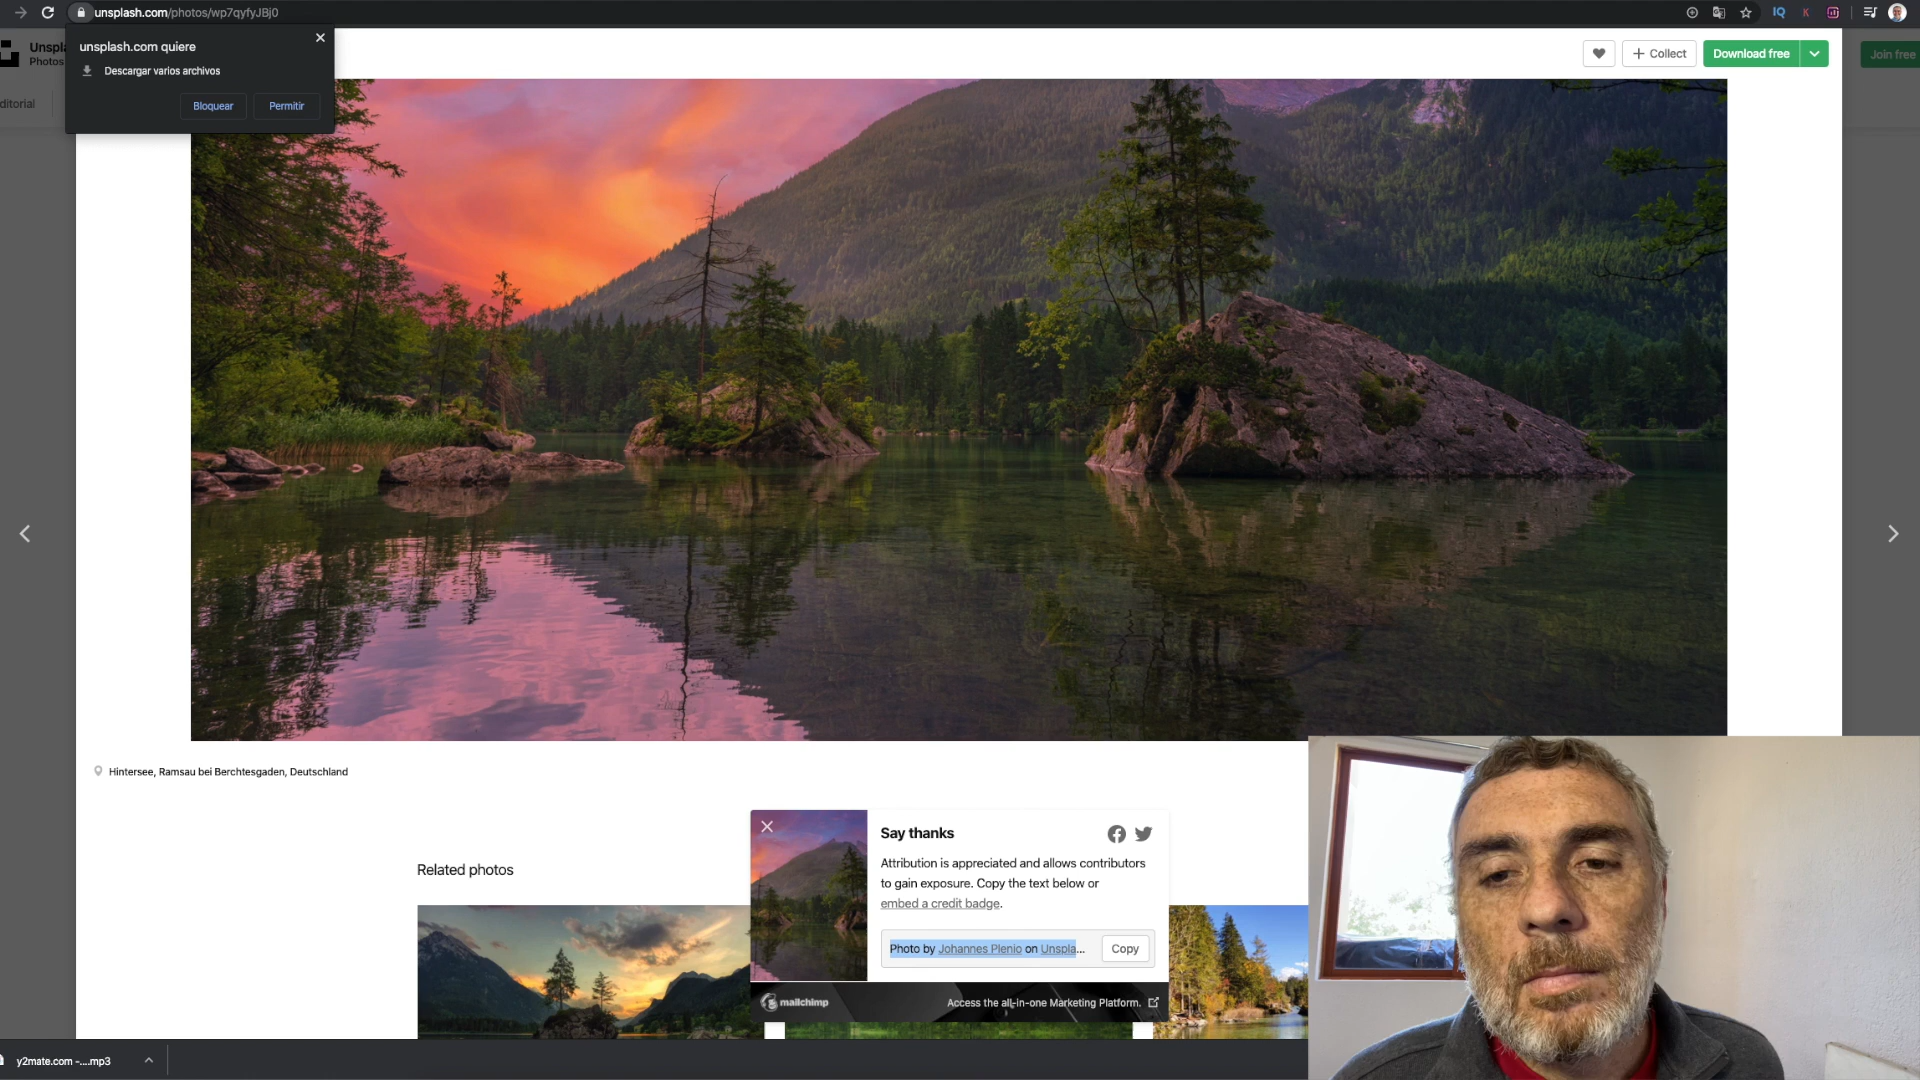 unsplash.com/photos/wp7qyfyJBj0
IQ
K
unsplash.com quiere
Descargar varios archivos
Bloquear
Permitir
Unspl
Photos
ditorial
Collect
Download free
Join free
Hintersee, Ramsau bei Berchtesgaden, Deutschland
Related photos
Say thanks
Attribution is appreciated and allows contributors
to gain exposure. Copy the text below or
embed a credit badge.
Photo by Johannes Plenio on Unspla...
Copy
mailchimp
Access the all-in-one Marketing Platform.
y2mate.com -....mp3